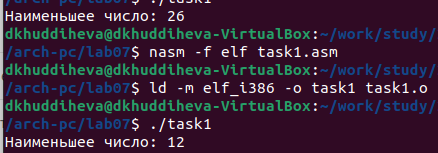 ./task1
Наименьшее число: 26
dkhuddiheva@dkhuddiheva-VirtualBox:~/work/study/
/arch-pc/lab07$ nasm -f elf task1.asm
dkhuddiheva@dkhuddiheva-VirtualBox:~/work/study/
/arch-pc/lab07$ ld -m elf_i386 -o task1 task1.o
dkhuddiheva@dkhuddiheva-VirtualBox:~/work/study/
/arch-pc/lab07$ ./task1
Наименьшее число: 12